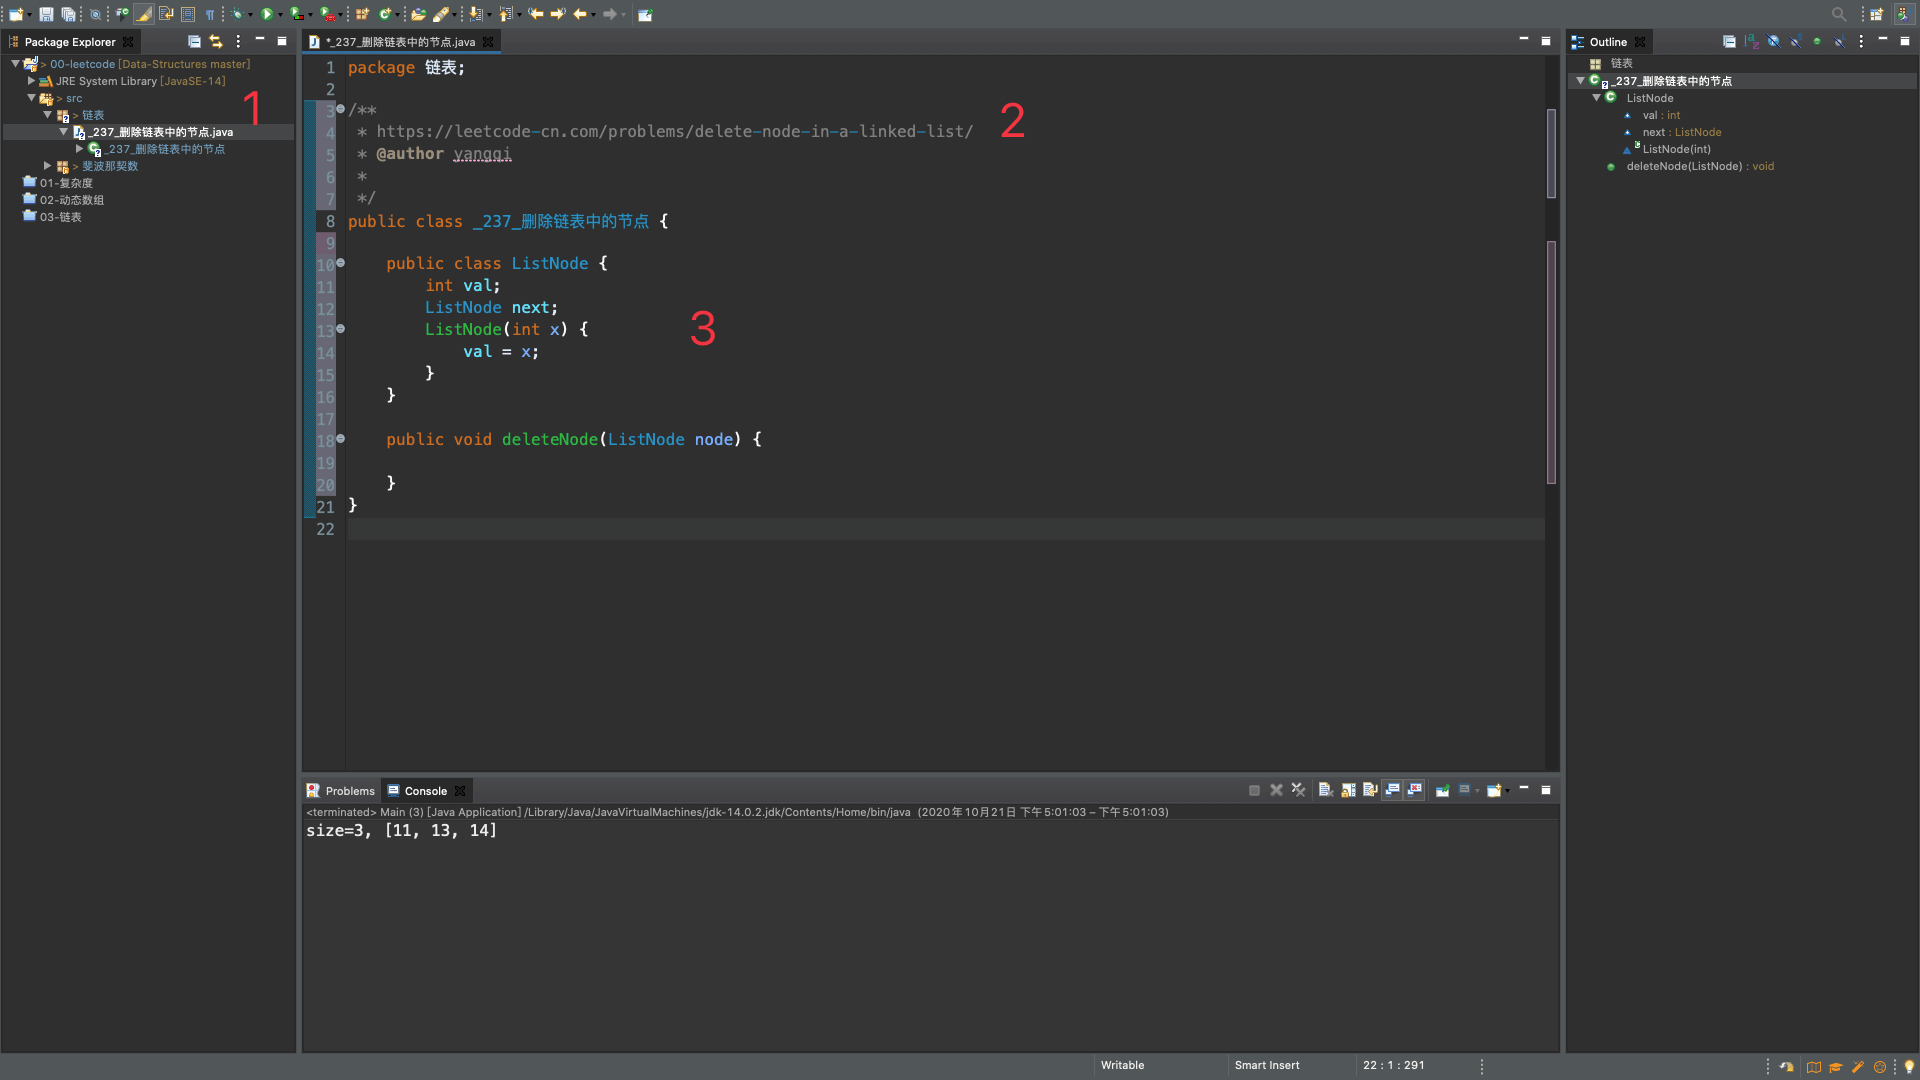 Package Explorer
> 00-leetcode [Data-Structures master]
JRE System Library [JavaSE-14]
> src
> 链表
_237_删除链表中的节点.java
_237_删除链表中的节点
> 斐波那契数
01-复杂度
02-动态数组
03-链表
1
*_237_删除链表中的节点.java
1 package 链表;
2
3 /**
4 * https://leetcode-cn.com/problems/delete-node-in-a-linked-list/
5 * @author yangqi
6 *
7 */
8 public class _237_删除链表中的节点 {
9
10 public class ListNode {
11 int val;
12 ListNode next;
13 ListNode(int x) {
14 val = x;
15 }
16 }
17
18 public void deleteNode(ListNode node) {
19
20 }
21 }
22
2
3
Problems
Console
<terminated> Main (3) [Java Application] /Library/Java/JavaVirtualMachines/jdk-14.0.2.jdk/Contents/Home/bin/java (2020年10月21日 下午5:01:03 – 下午5:01:03)
size=3, [11, 13, 14]
Outline
链表
_237_删除链表中的节点
ListNode
val : int
next : ListNode
ListNode(int)
deleteNode(ListNode) : void
Writable
Smart Insert
22 : 1 : 291